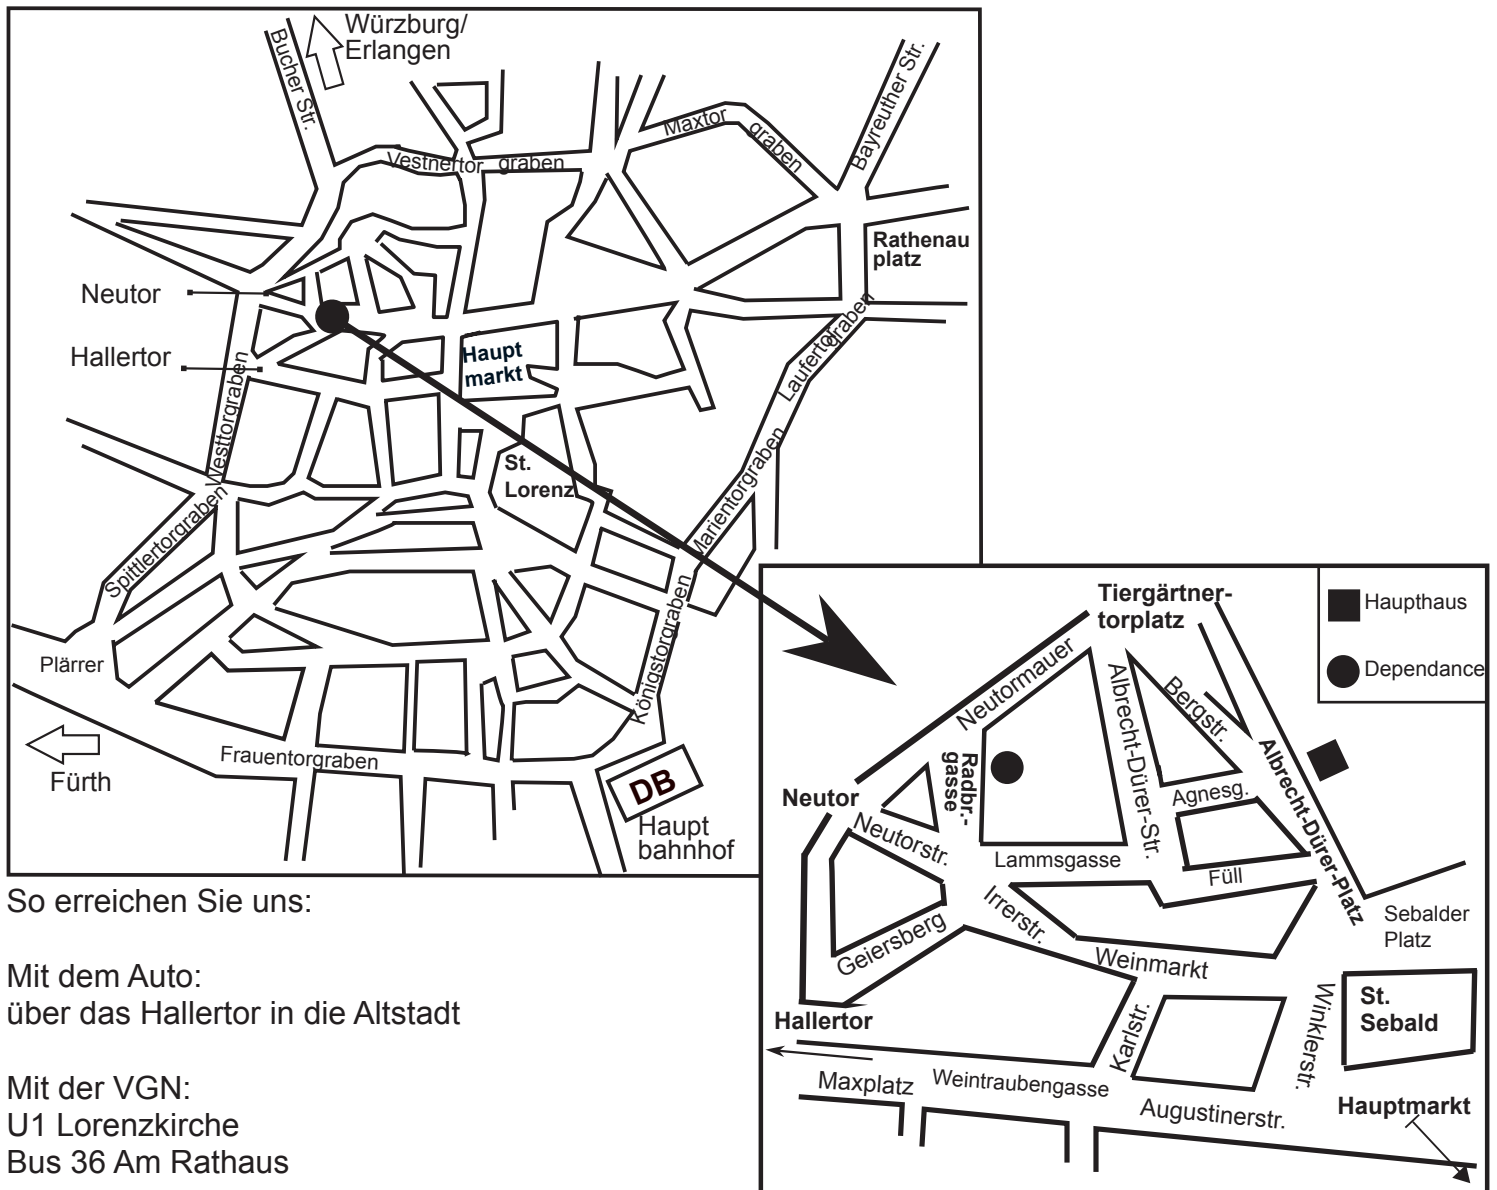 Würzburg/
Erlangen
Bucher Str.
Vestnertor graben
Maxtor graben
Bayreuther Str.
Rathenau
platz
Neutor
Hallertor
Haupt
markt
Laufertorgraben
Westtorgraben
St.
Lorenz
Marientorgraben
Spittlertorgraben
Königstorgraben
Plärrer
Frauentorgraben
Fürth
DB
Haupt
bahnhof
So erreichen Sie uns:
Mit dem Auto:
über das Hallertor in die Altstadt
Mit der VGN:
U1 Lorenzkirche
Bus 36 Am Rathaus
Tiergärtner-
torplatz
Haupthaus
Dependance
Neutormauer
Albrecht-Dürer-Str.
Bergstr.
Albrecht-Dürer-Platz
Radbr.-
gasse
Neutor
Neutorstr.
Agnesg.
Lammsgasse
Füll
Irrerstr.
Geiersberg
Weinmarkt
Sebalder
Platz
St.
Sebald
Winklerstr.
Karlstr.
Hallertor
Maxplatz
Weintraubengasse
Augustinerstr.
Hauptmarkt